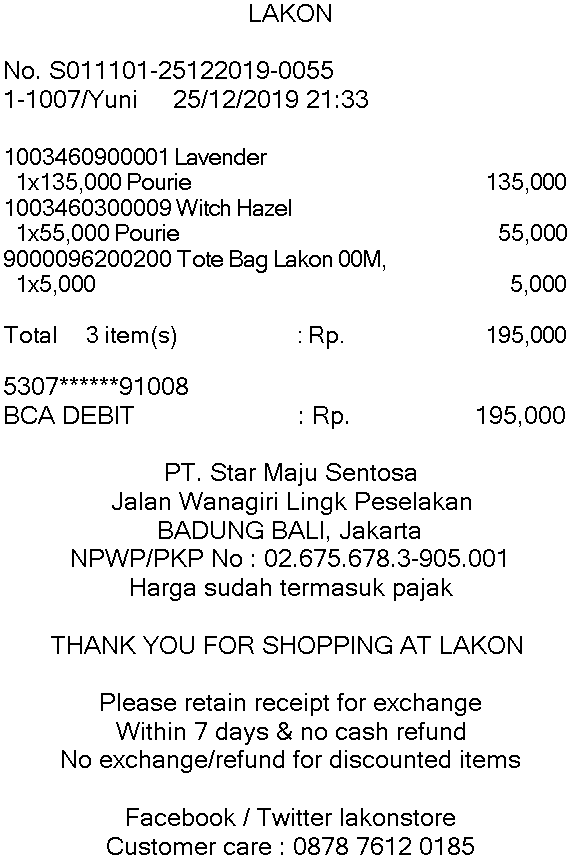 LAKON
No. S011101-25122019-0055
1-1007/Yuni 25/12/2019 21:33
1003460900001 Lavender
1x135,000 Pourie 135,000
1003460300009 Witch Hazel
1x55,000 Pourie 55,000
9000096200200 Tote Bag Lakon 00M,
1x5,000 5,000
Total 3 item(s) : Rp. 195,000
5307******91008
BCA DEBIT : Rp. 195,000
PT. Star Maju Sentosa
Jalan Wanagiri Lingk Peselakan
BADUNG BALI, Jakarta
NPWP/PKP No : 02.675.678.3-905.001
Harga sudah termasuk pajak
THANK YOU FOR SHOPPING AT LAKON
Please retain receipt for exchange
Within 7 days & no cash refund
No exchange/refund for discounted items
Facebook / Twitter lakonstore
Customer care : 0878 7612 0185